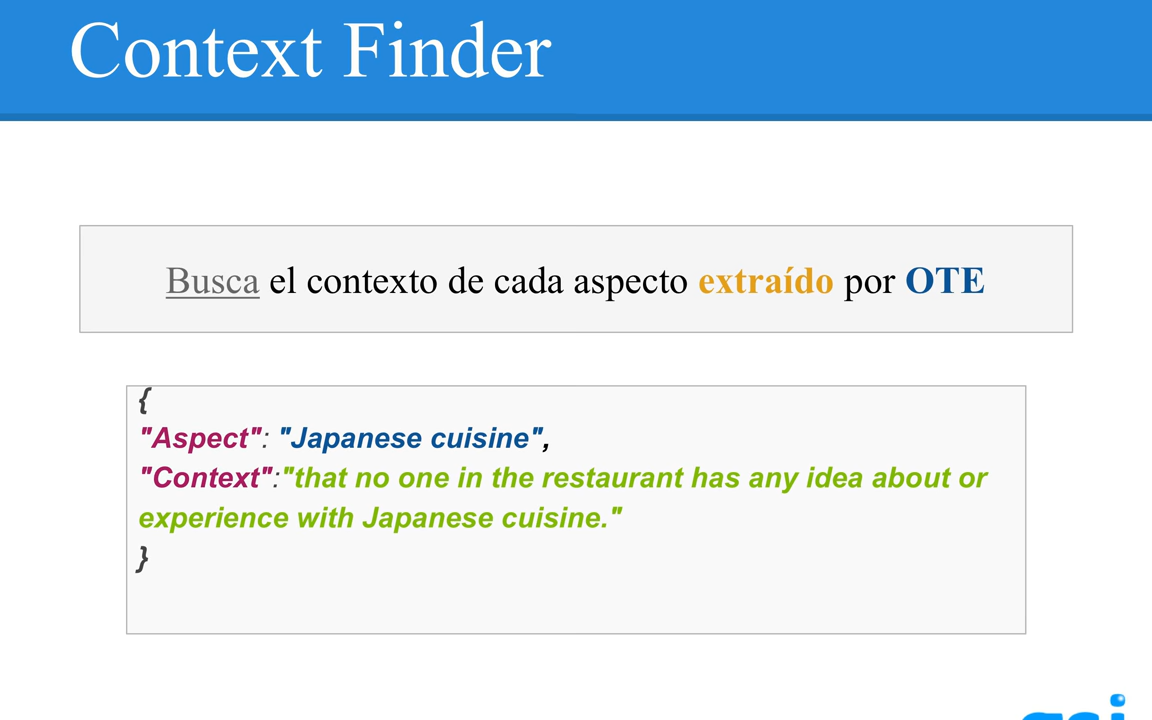 Context Finder
Busca el contexto de cada aspecto extraído por OTE
{
"Aspect": "Japanese cuisine",
"Context":"that no one in the restaurant has any idea about or
experience with Japanese cuisine."
}